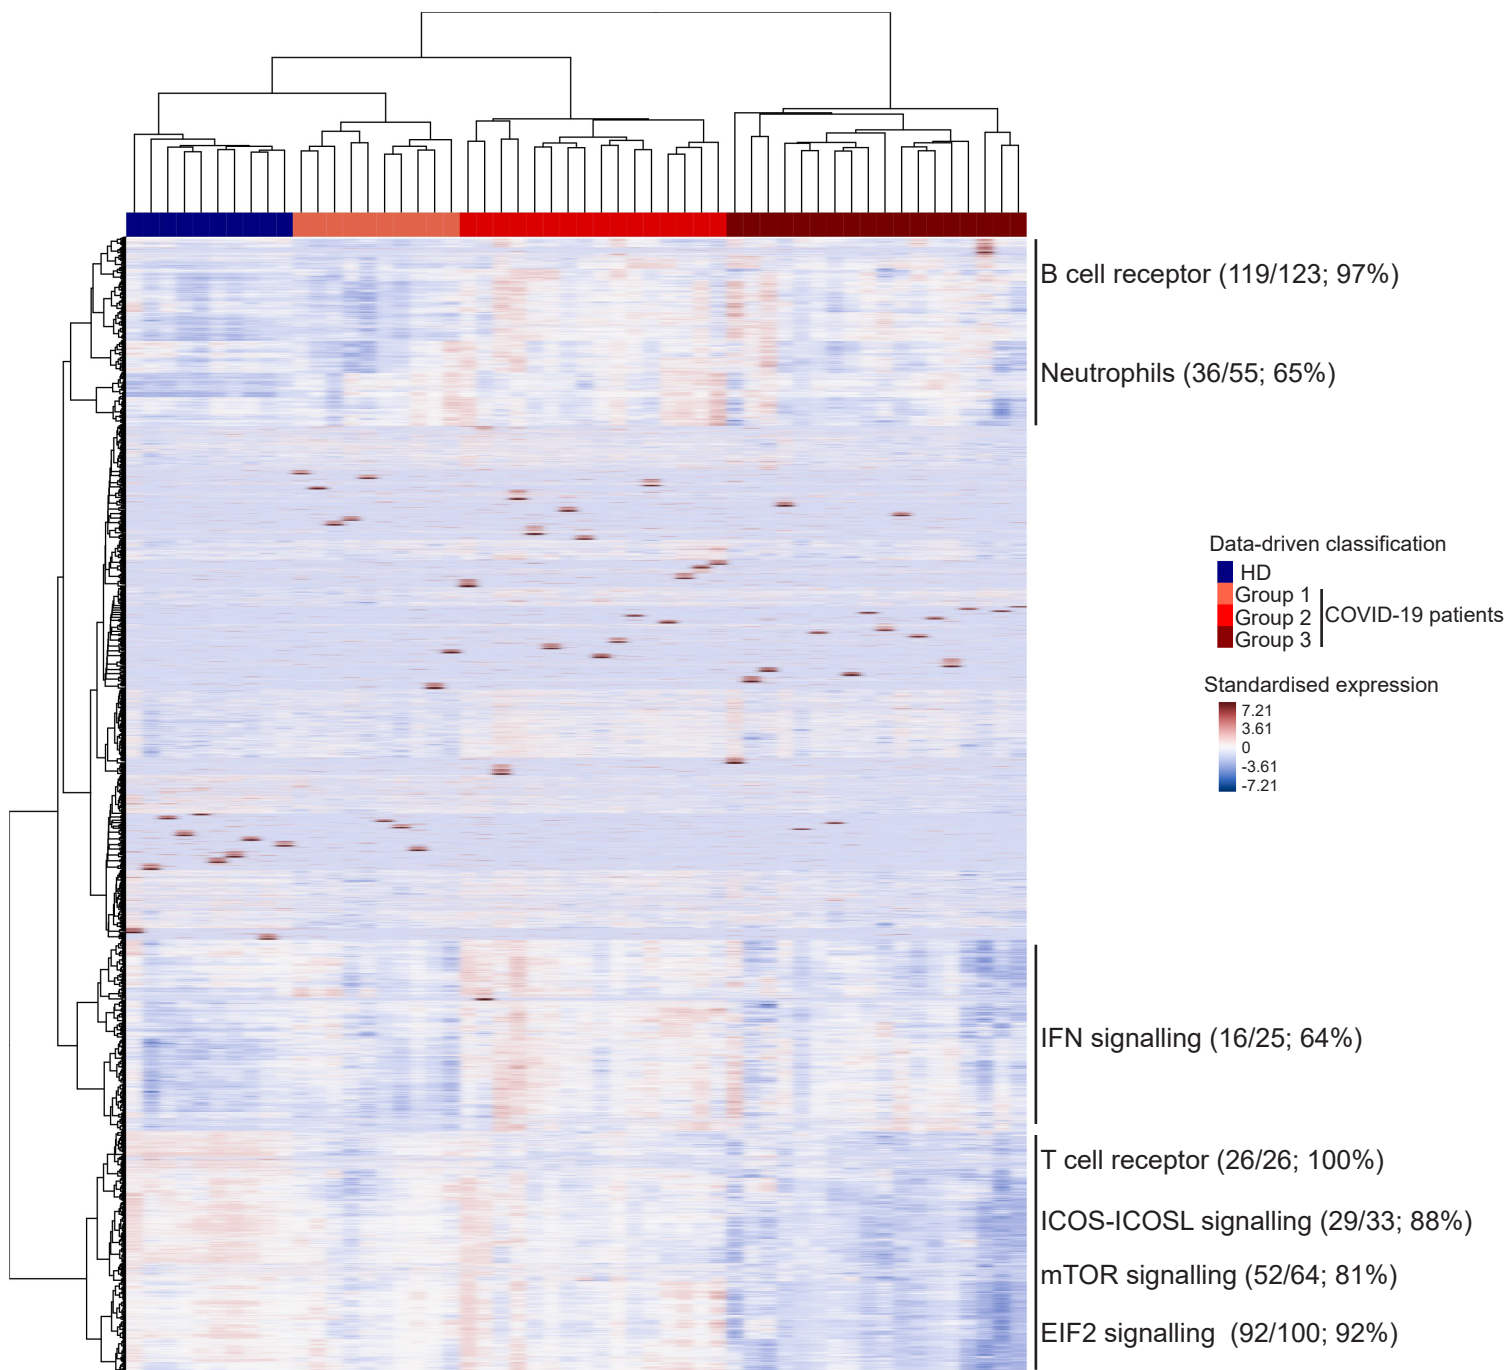 B cell receptor (119/123; 97%)
Neutrophils (36/55; 65%)
Data-driven classification
HD
Group 1
Group 2
Group 3
COVID-19 patients
Standardised expression
7.21
3.61
0
-3.61
-7.21
IFN signalling (16/25; 64%)
T cell receptor (26/26; 100%)
ICOS-ICOSL signalling (29/33; 88%)
mTOR signalling (52/64; 81%)
EIF2 signalling (92/100; 92%)